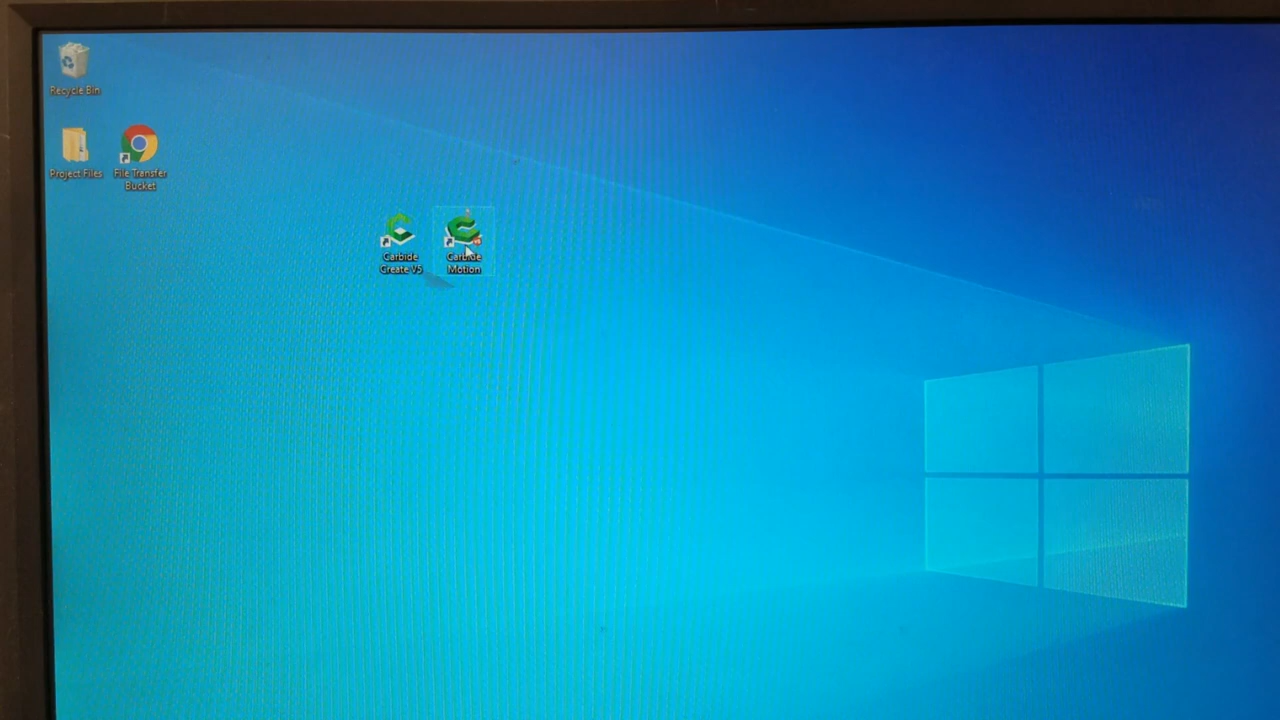 Recycle Bin
Project Files
File Transfer
Bucket
Carbide
Create V5
Carbide
Motion